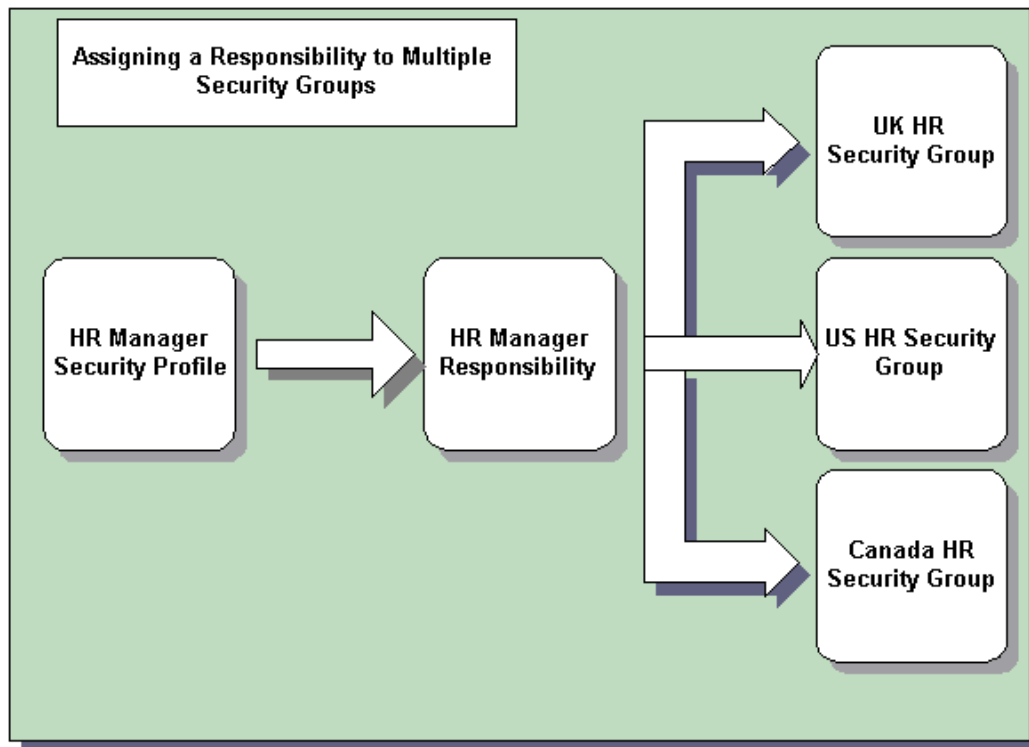 Assigning a Responsibility to Multiple
Security Groups
UK HR
Security Group
HR Manager
Security Profile
HR Manager
Responsibility
US HR Security
Group
Canada HR
Security Group